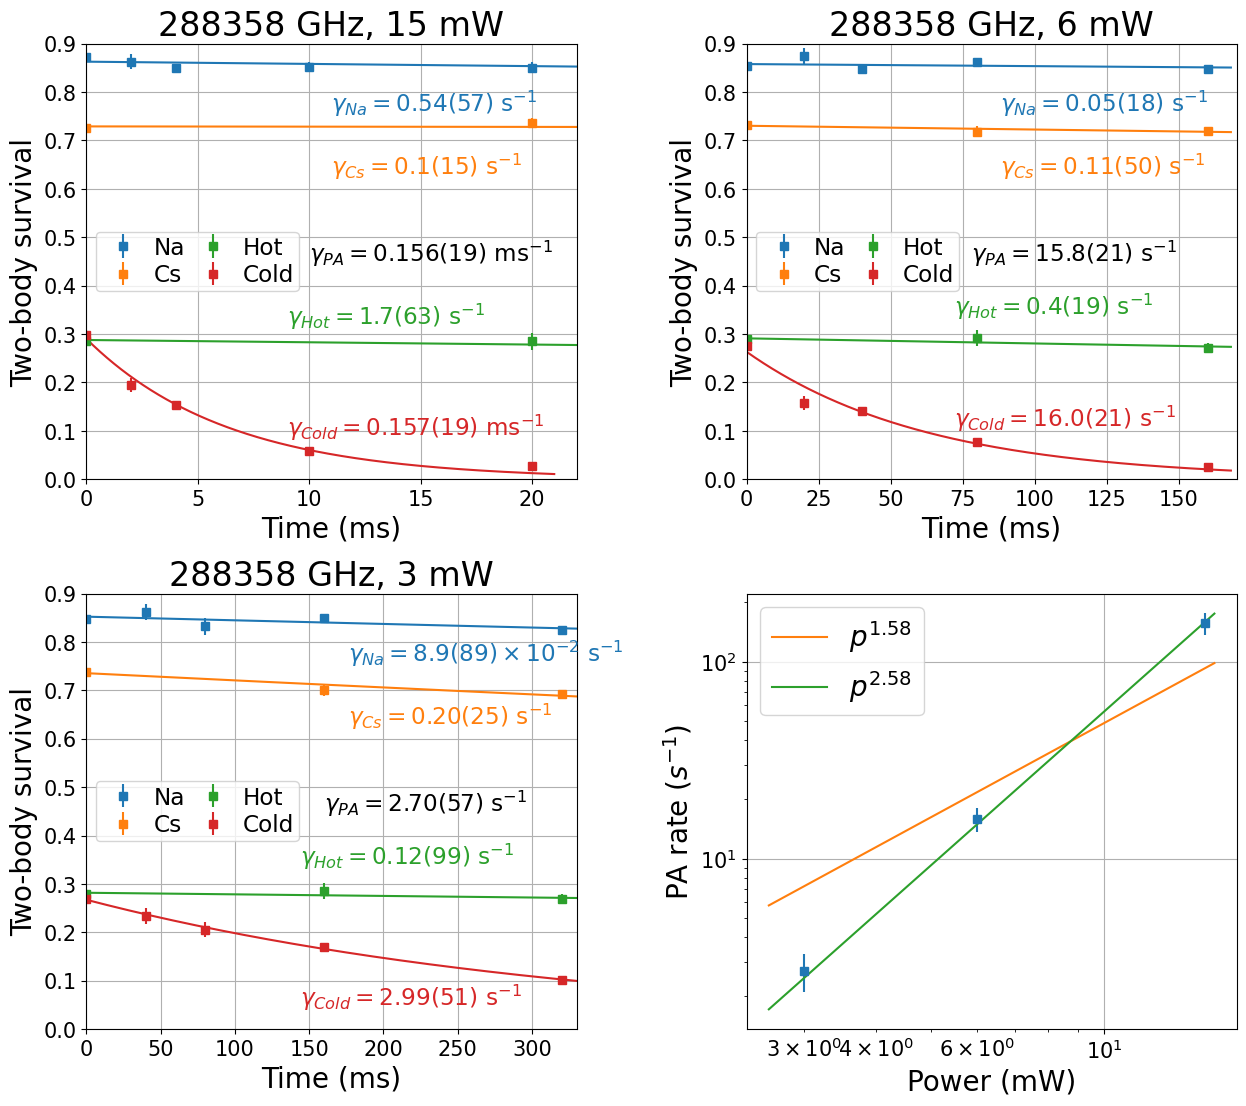 288358 GHz, 15 mW
Two-body survival
0.9
0.8
0.7
0.6
0.5
0.4
0.3
0.2
0.1
0.0
γ_Na = 0.54(57) s⁻¹
γ_Cs = 0.1(15) s⁻¹
Na Hot
Cs Cold
γ_PA = 0.156(19) ms⁻¹
γ_Hot = 1.7(63) s⁻¹
γ_Cold = 0.157(19) ms⁻¹
0 5 10 15 20
Time (ms)
288358 GHz, 6 mW
Two-body survival
0.9
0.8
0.7
0.6
0.5
0.4
0.3
0.2
0.1
0.0
γ_Na = 0.05(18) s⁻¹
γ_Cs = 0.11(50) s⁻¹
Na Hot
Cs Cold
γ_PA = 15.8(21) s⁻¹
γ_Hot = 0.4(19) s⁻¹
γ_Cold = 16.0(21) s⁻¹
0 25 50 75 100 125 150
Time (ms)
288358 GHz, 3 mW
Two-body survival
0.9
0.8
0.7
0.6
0.5
0.4
0.3
0.2
0.1
0.0
γ_Na = 8.9(89) × 10⁻² s⁻¹
γ_Cs = 0.20(25) s⁻¹
Na Hot
Cs Cold
γ_PA = 2.70(57) s⁻¹
γ_Hot = 0.12(99) s⁻¹
γ_Cold = 2.99(51) s⁻¹
0 50 100 150 200 250 300
Time (ms)
PA rate (s⁻¹)
p^1.58
p^2.58
10²
10¹
3 × 10⁰ 4 × 10⁰ 6 × 10⁰ 10¹
Power (mW)